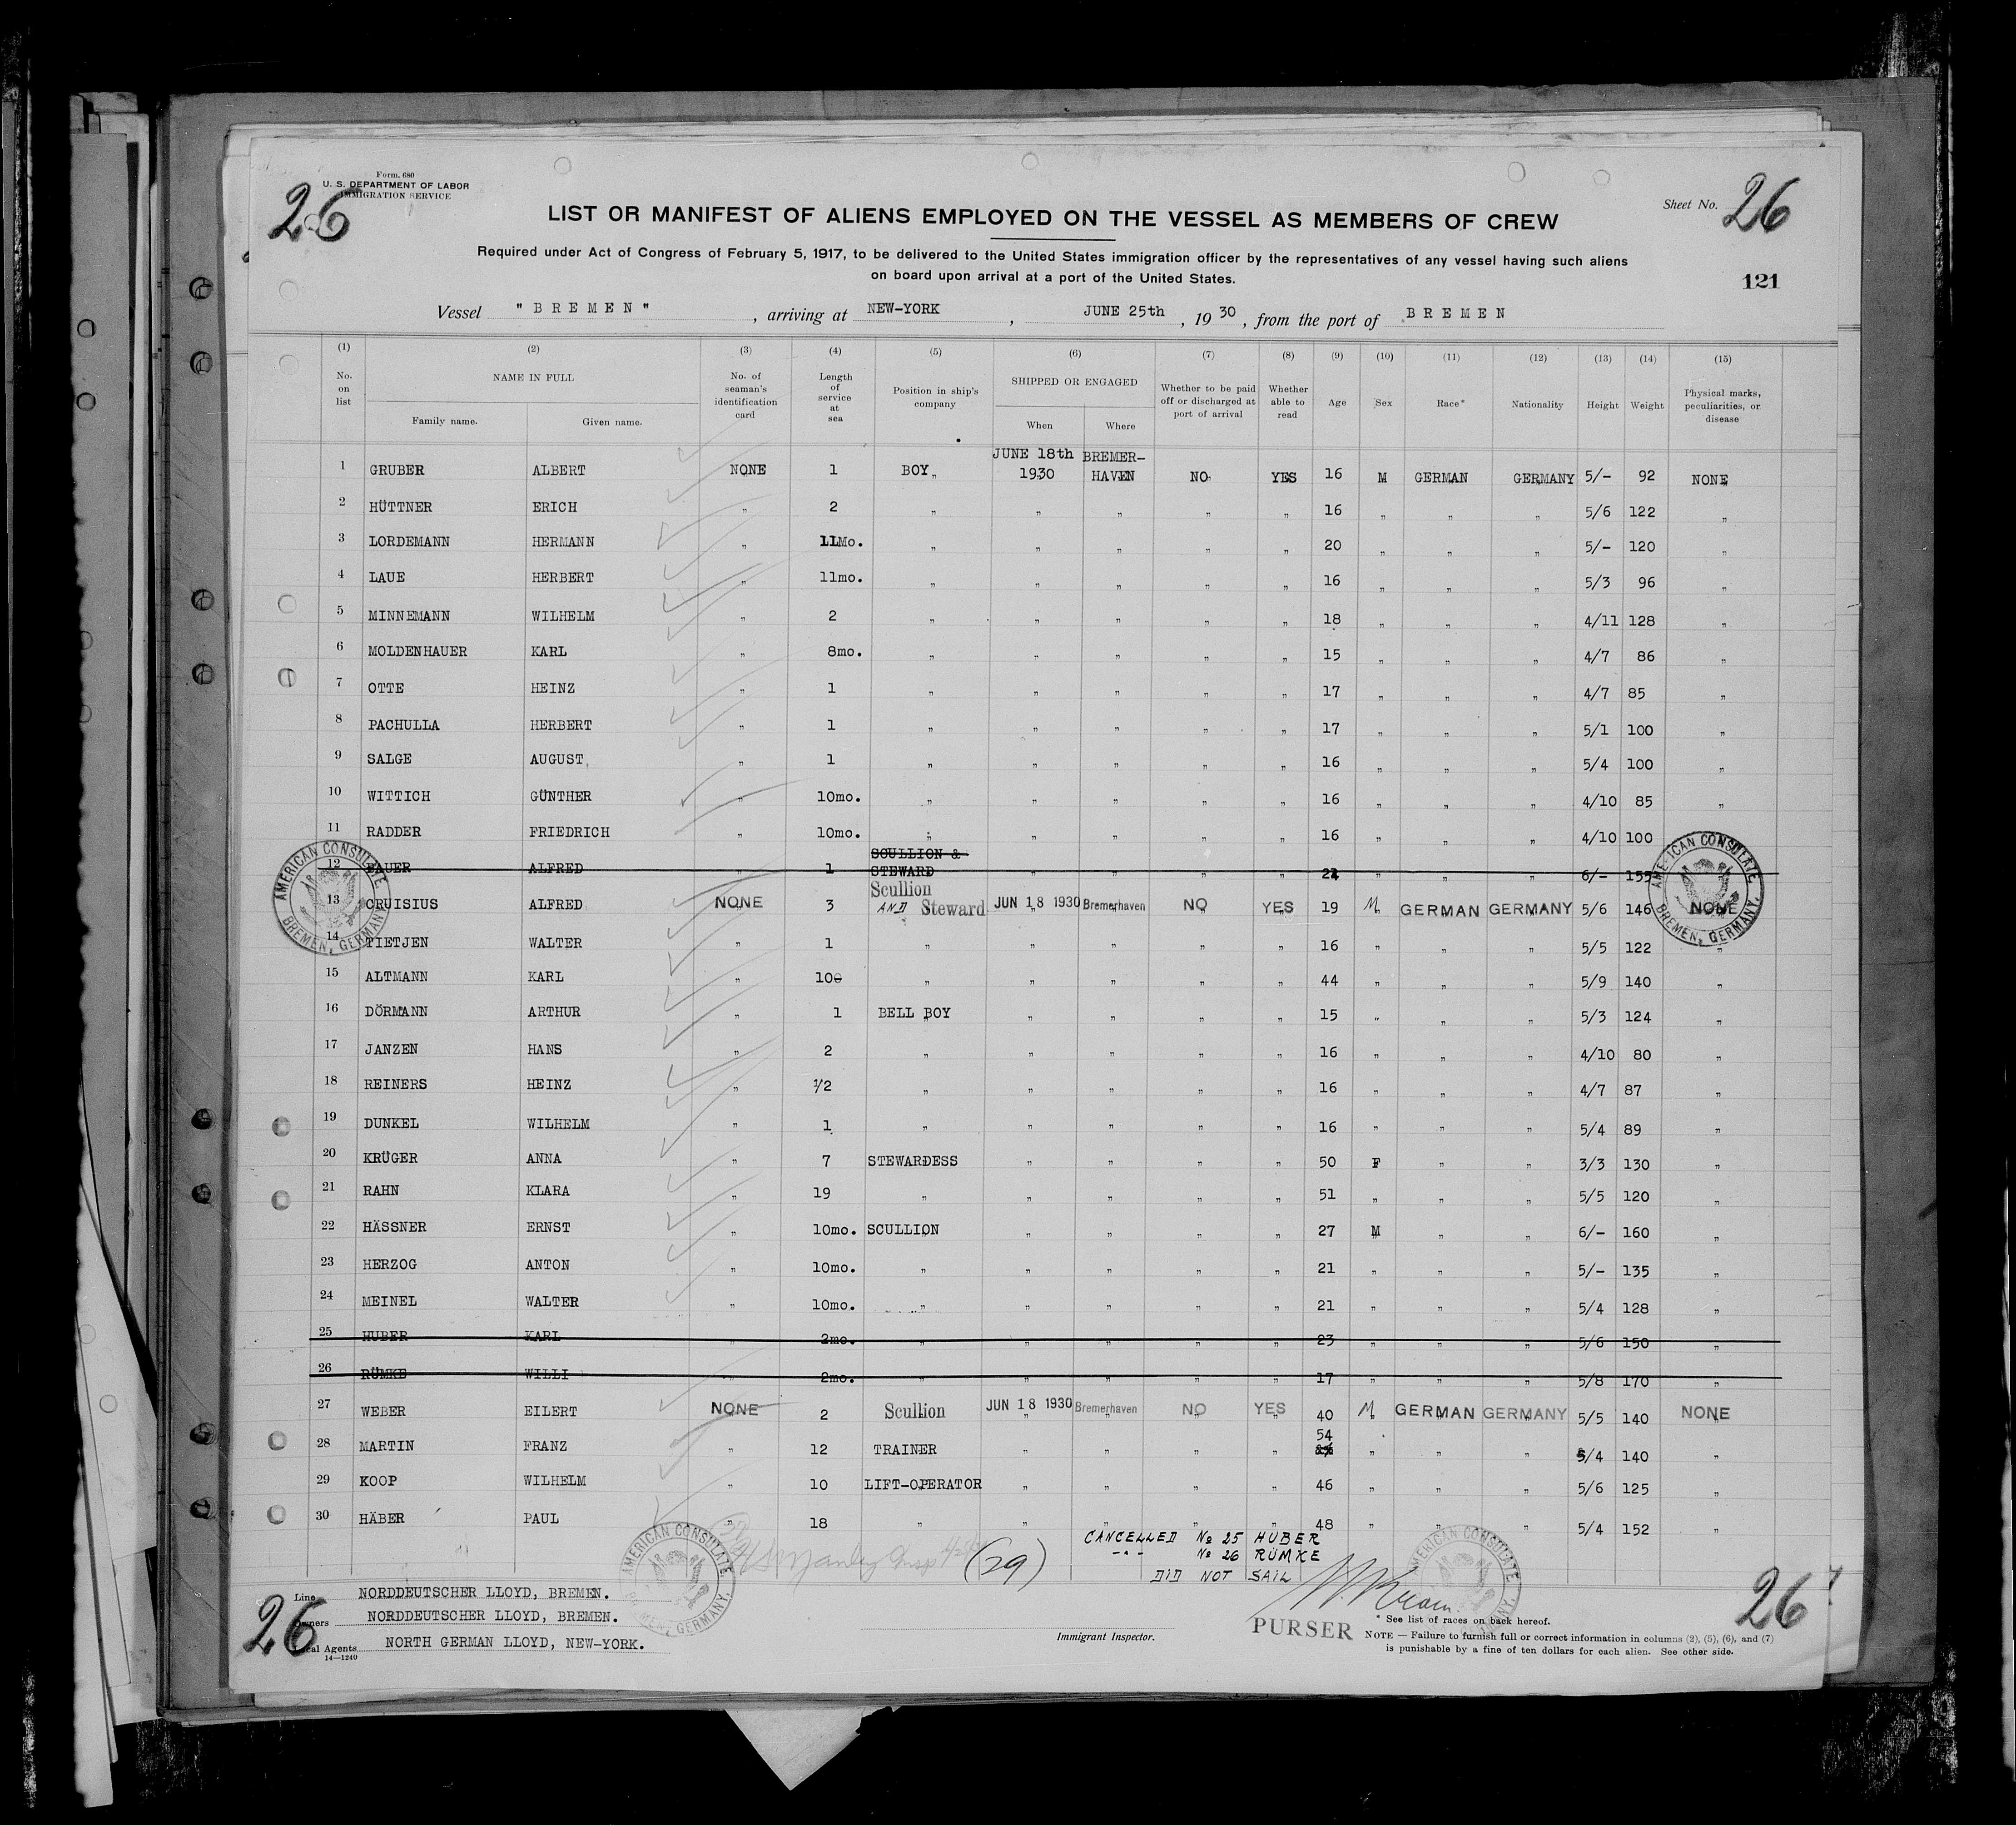 Form. 680
U. S. DEPARTMENT OF LABOR
IMMIGRATION SERVICE
26
Sheet No. 26
LIST OR MANIFEST OF ALIENS EMPLOYED ON THE VESSEL AS MEMBERS OF CREW
Required under Act of Congress of February 5, 1917, to be delivered to the United States immigration officer by the representatives of any vessel having such aliens
on board upon arrival at a port of the United States.
121
Vessel "BREMEN", arriving at NEW-YORK, JUNE 25th, 1930, from the port of BREMEN
(1) (2) (3) (4) (5) (6) (7) (8) (9) (10) (11) (12) (13) (14) (15)
No. on list NAME IN FULL Family name. Given name. No. of seaman's identification card Length of service at sea Position in ship's company SHIPPED OR ENGAGED When Where Whether to be paid off or discharged at port of arrival Whether able to read Age Sex Race* Nationality Height Weight Physical marks, peculiarities, or disease
1 GRUBER ALBERT NONE 1 BOY JUNE 18th 1930 BREMER-HAVEN NO YES 16 M GERMAN GERMANY 5/- 92 NONE
2 HÜTTNER ERICH " 2 " " " " " 16 " " " 5/6 122 "
3 LORDEMANN HERMANN " 11Mo. " " " " " 20 " " " 5/- 120 "
4 LAUE HERBERT " 11mo. " " " " " 16 " " " 5/3 96 "
5 MINNEMANN WILHELM " 2 " " " " " 18 " " " 4/11 128 "
6 MOLDENHAUER KARL " 8mo. " " " " " 15 " " " 4/7 86 "
7 OTTE HEINZ " 1 " " " " " 17 " " " 4/7 85 "
8 PACHULLA HERBERT " 1 " " " " " 17 " " " 5/1 100 "
9 SALGE AUGUST " 1 " " " " " 16 " " " 5/4 100 "
10 WITTICH GÜNTHER " 10mo. " " " " " 16 " " " 4/10 85 "
11 RADDER FRIEDRICH " 10mo. " " " " " 16 " " " 4/10 100 "
12 BAUER ALFRED " 1 SCULLION & STEWARD " " " " " " " 6/- 155
13 CRUISIUS ALFRED NONE 3 Scullion AND Steward JUN 18 1930 Bremerhaven NO YES 19 M GERMAN GERMANY 5/6 146 NONE
14 TIETJEN WALTER " 1 " " " " " 16 " " " 5/5 122 "
15 ALTMANN KARL " 10 " " " " " 44 " " " 5/9 140 "
16 DÖRMANN ARTHUR " 1 BELL BOY " " " " 15 " " " 5/3 124 "
17 JANZEN HANS " 2 " " " " " 16 " " " 4/10 80 "
18 REINERS HEINZ " 1/2 " " " " " 16 " " " 4/7 87 "
19 DUNKEL WILHELM " 1 " " " " " 16 " " " 5/4 89 "
20 KRÜGER ANNA " 7 STEWARDESS " " " " 50 F " " 3/3 130 "
21 RAHN KLARA " 19 " " " " " 51 " " " 5/5 120 "
22 HÄSSNER ERNST " 10mo. SCULLION " " " " 27 M " " 6/- 160 "
23 HERZOG ANTON " 10mo. " " " " " 21 " " " 5/- 135 "
24 MEINEL WALTER " 10mo. " " " " " 21 " " " 5/4 128 "
25 HUBER KARL " 2mo. " " " " " 23 " " " 5/6 150 "
26 RÜMKE WILLI " 2mo. " " " " " 17 " " " 5/8 170 "
27 WEBER EILERT NONE 2 Scullion JUN 18 1930 Bremerhaven NO YES 40 M GERMAN GERMANY 5/5 140 NONE
28 MARTIN FRANZ " 12 TRAINER " " " " 54 " " " 5/4 140 "
29 KOOP WILHELM " 10 LIFT-OPERATOR " " " " 46 " " " 5/6 125 "
30 HÄBER PAUL " 18 " " " " " 48 " " " 5/4 152 "
AMERICAN CONSULATE BREMEN, GERMANY.
AMERICAN CONSULATE BREMEN, GERMANY.
AMERICAN CONSULATE BREMEN, GERMANY.
AMERICAN CONSULATE BREMEN, GERMANY.
(29)
CANCELLED No 25 HUBER
-"- No 26 RÜMKE
DID NOT SAIL
Line NORDDEUTSCHER LLOYD, BREMEN.
Owners NORDDEUTSCHER LLOYD, BREMEN.
Local Agents NORTH GERMAN LLOYD, NEW-YORK.
14—1240
26
Immigrant Inspector.
PURSER
* See list of races on back hereof.
NOTE — Failure to furnish full or correct information in columns (2), (5), (6), and (7)
is punishable by a fine of ten dollars for each alien. See other side.
26